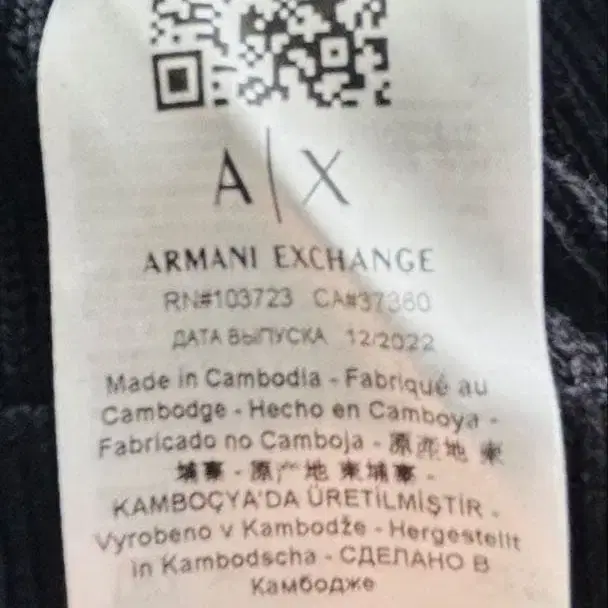 A|X
ARMANI EXCHANGE
RN#103723 CA#37380
ДАТА ВЫПУСКА 12/2022
Made in Cambodia - Fabriqué au
Cambodge - Hecho en Camboya -
Fabricado no Camboja - 原産地 柬
埔寨 - 原产地 柬埔寨 -
KAMBOÇYA'DA ÜRETİLMİŞTİR -
Vyrobeno v Kambodže - Hergestellt
in Kambodscha - СДЕЛАНО В
Камбодже